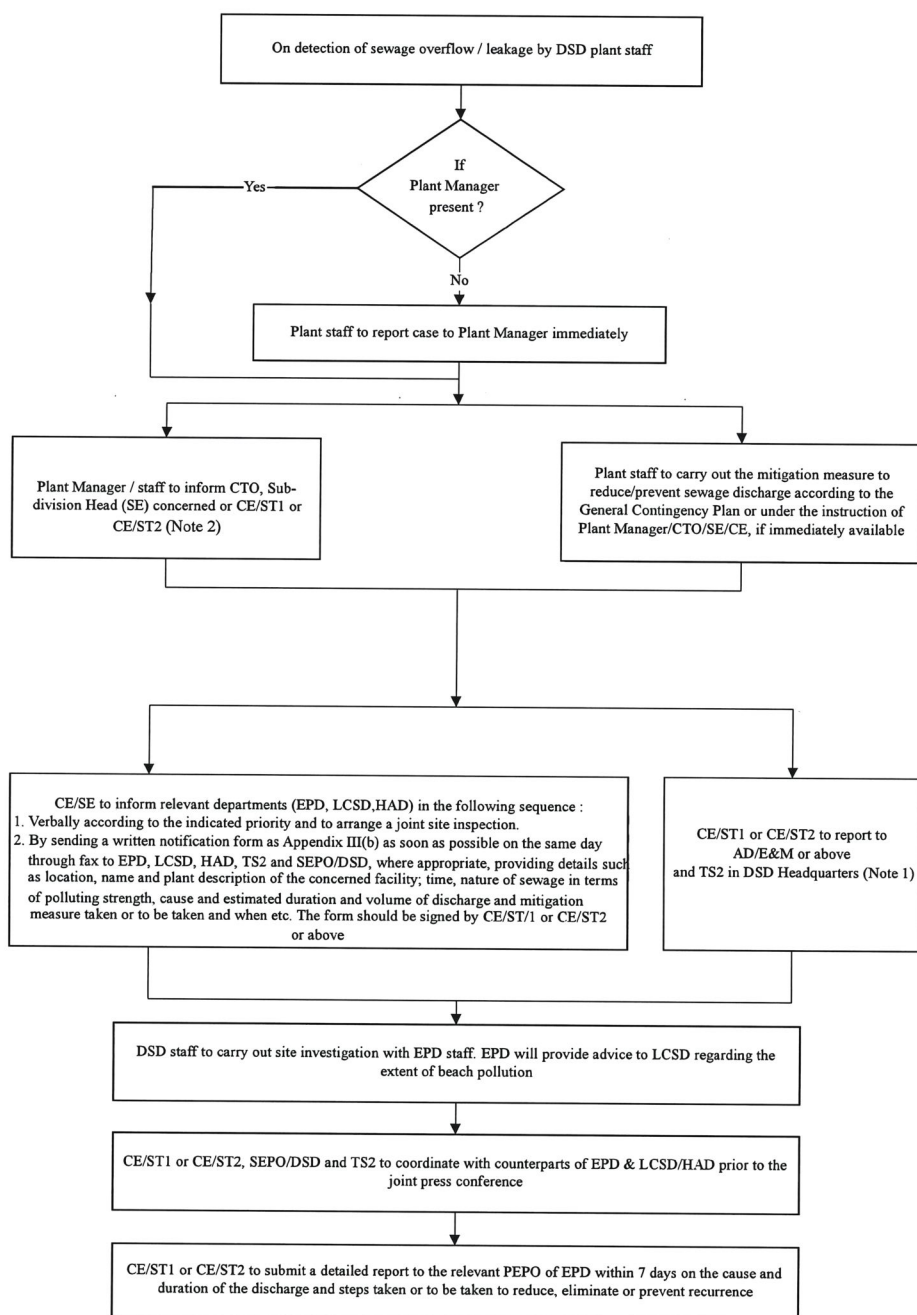 On detection of sewage overflow / leakage by DSD plant staff
If
Plant Manager
present ?
Yes
No
Plant staff to report case to Plant Manager immediately
Plant Manager / staff to inform CTO, Sub-
division Head (SE) concerned or CE/ST1 or
CE/ST2 (Note 2)
Plant staff to carry out the mitigation measure to
reduce/prevent sewage discharge according to the
General Contingency Plan or under the instruction of
Plant Manager/CTO/SE/CE, if immediately available
CE/SE to inform relevant departments (EPD, LCSD,HAD) in the following sequence :
1. Verbally according to the indicated priority and to arrange a joint site inspection.
2. By sending a written notification form as Appendix III(b) as soon as possible on the same day
through fax to EPD, LCSD, HAD, TS2 and SEPO/DSD, where appropriate, providing details such
as location, name and plant description of the concerned facility; time, nature of sewage in terms
of polluting strength, cause and estimated duration and volume of discharge and mitigation
measure taken or to be taken and when etc. The form should be signed by CE/ST/1 or CE/ST2
or above
CE/ST1 or CE/ST2 to report to
AD/E&M or above
and TS2 in DSD Headquarters (Note 1)
DSD staff to carry out site investigation with EPD staff. EPD will provide advice to LCSD regarding the
extent of beach pollution
CE/ST1 or CE/ST2, SEPO/DSD and TS2 to coordinate with counterparts of EPD & LCSD/HAD prior to the
joint press conference
CE/ST1 or CE/ST2 to submit a detailed report to the relevant PEPO of EPD within 7 days on the cause and
duration of the discharge and steps taken or to be taken to reduce, eliminate or prevent recurrence